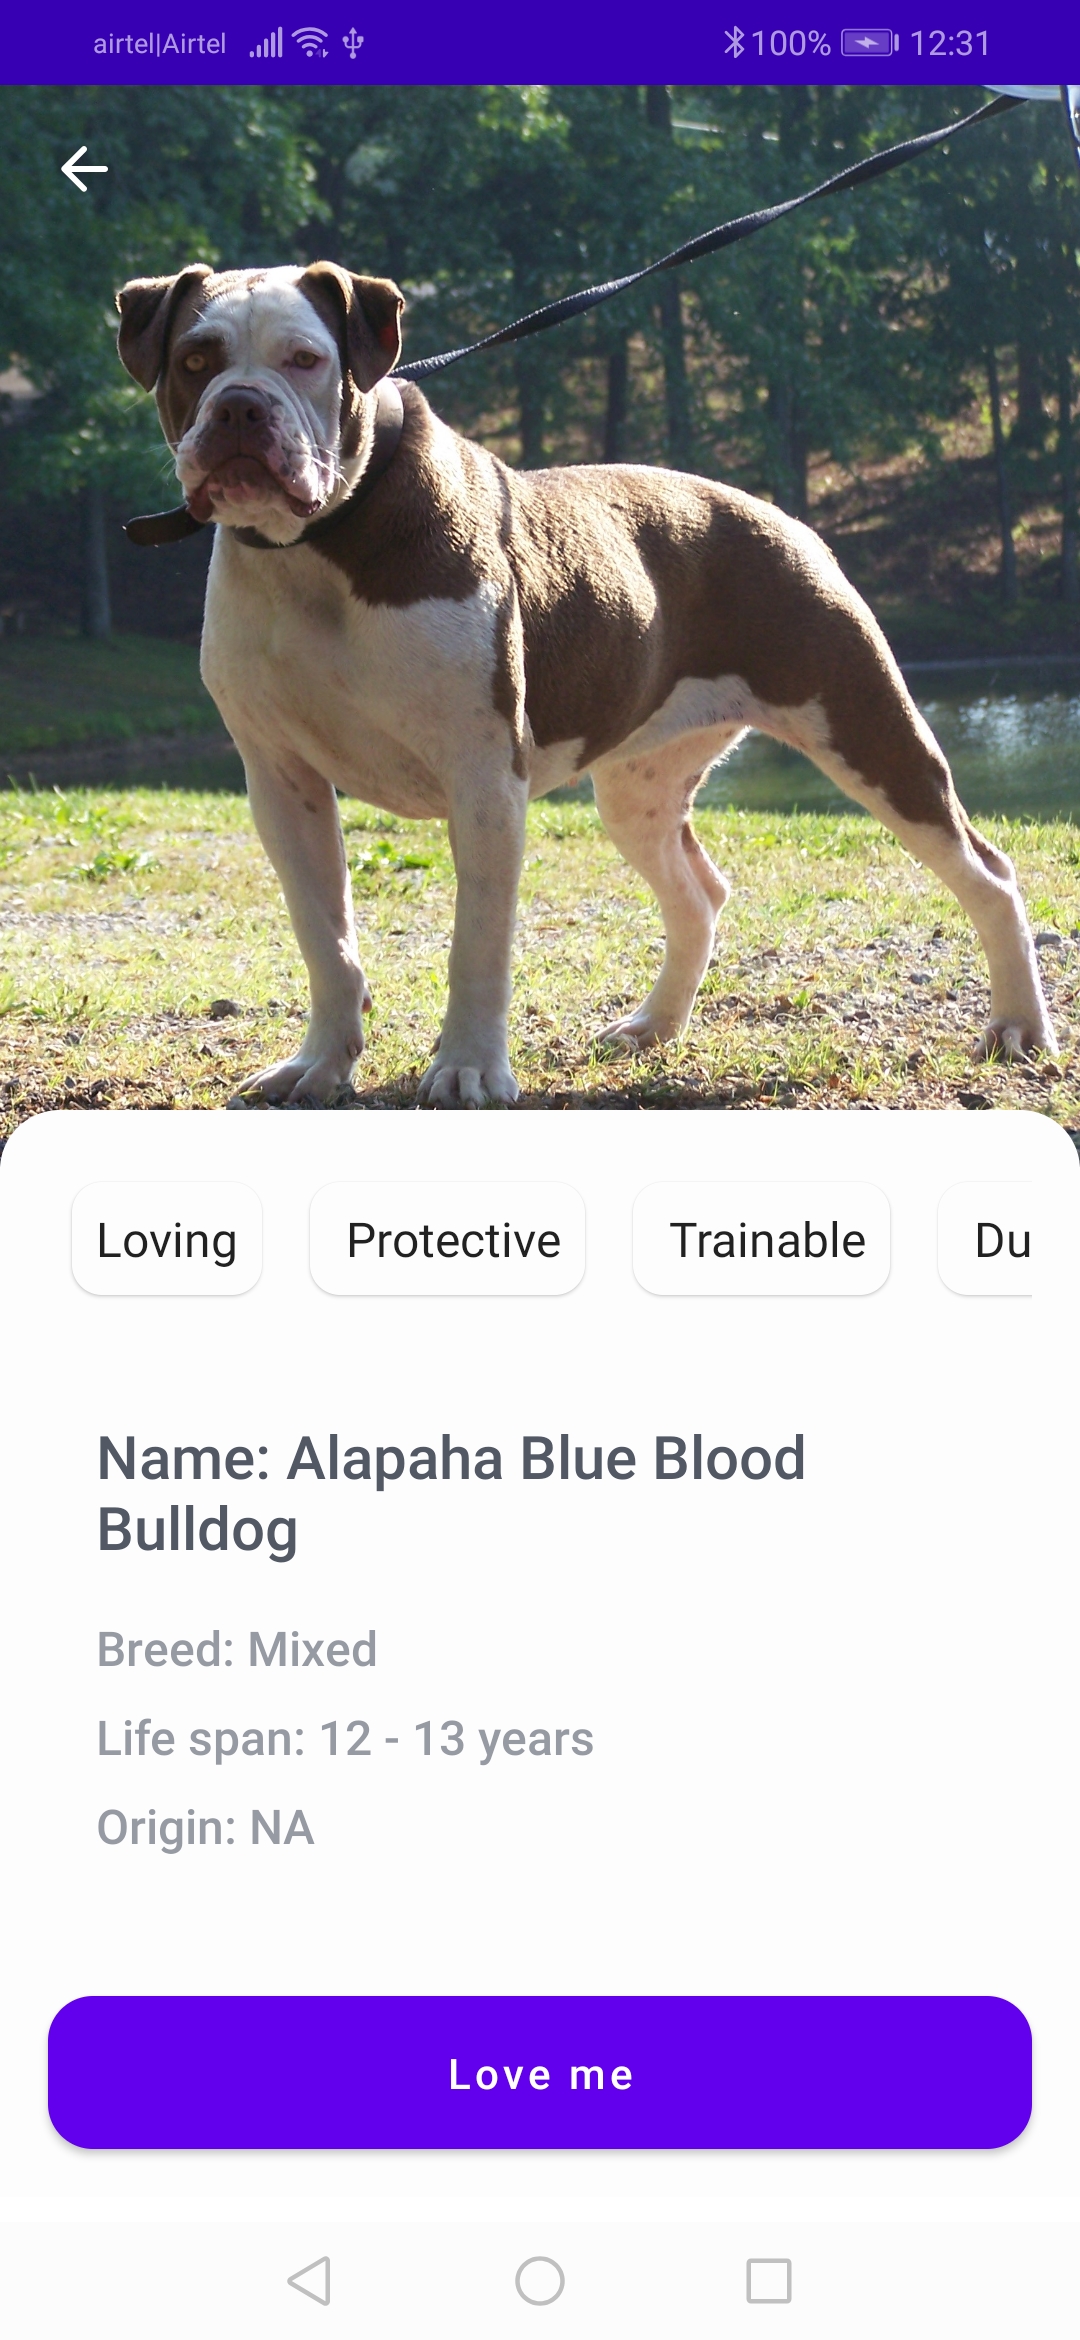 airtel|Airtel 100% 12:31
Loving Protective Trainable Du
Name: Alapaha Blue Blood
Bulldog
Breed: Mixed
Life span: 12 - 13 years
Origin: NA
Love me